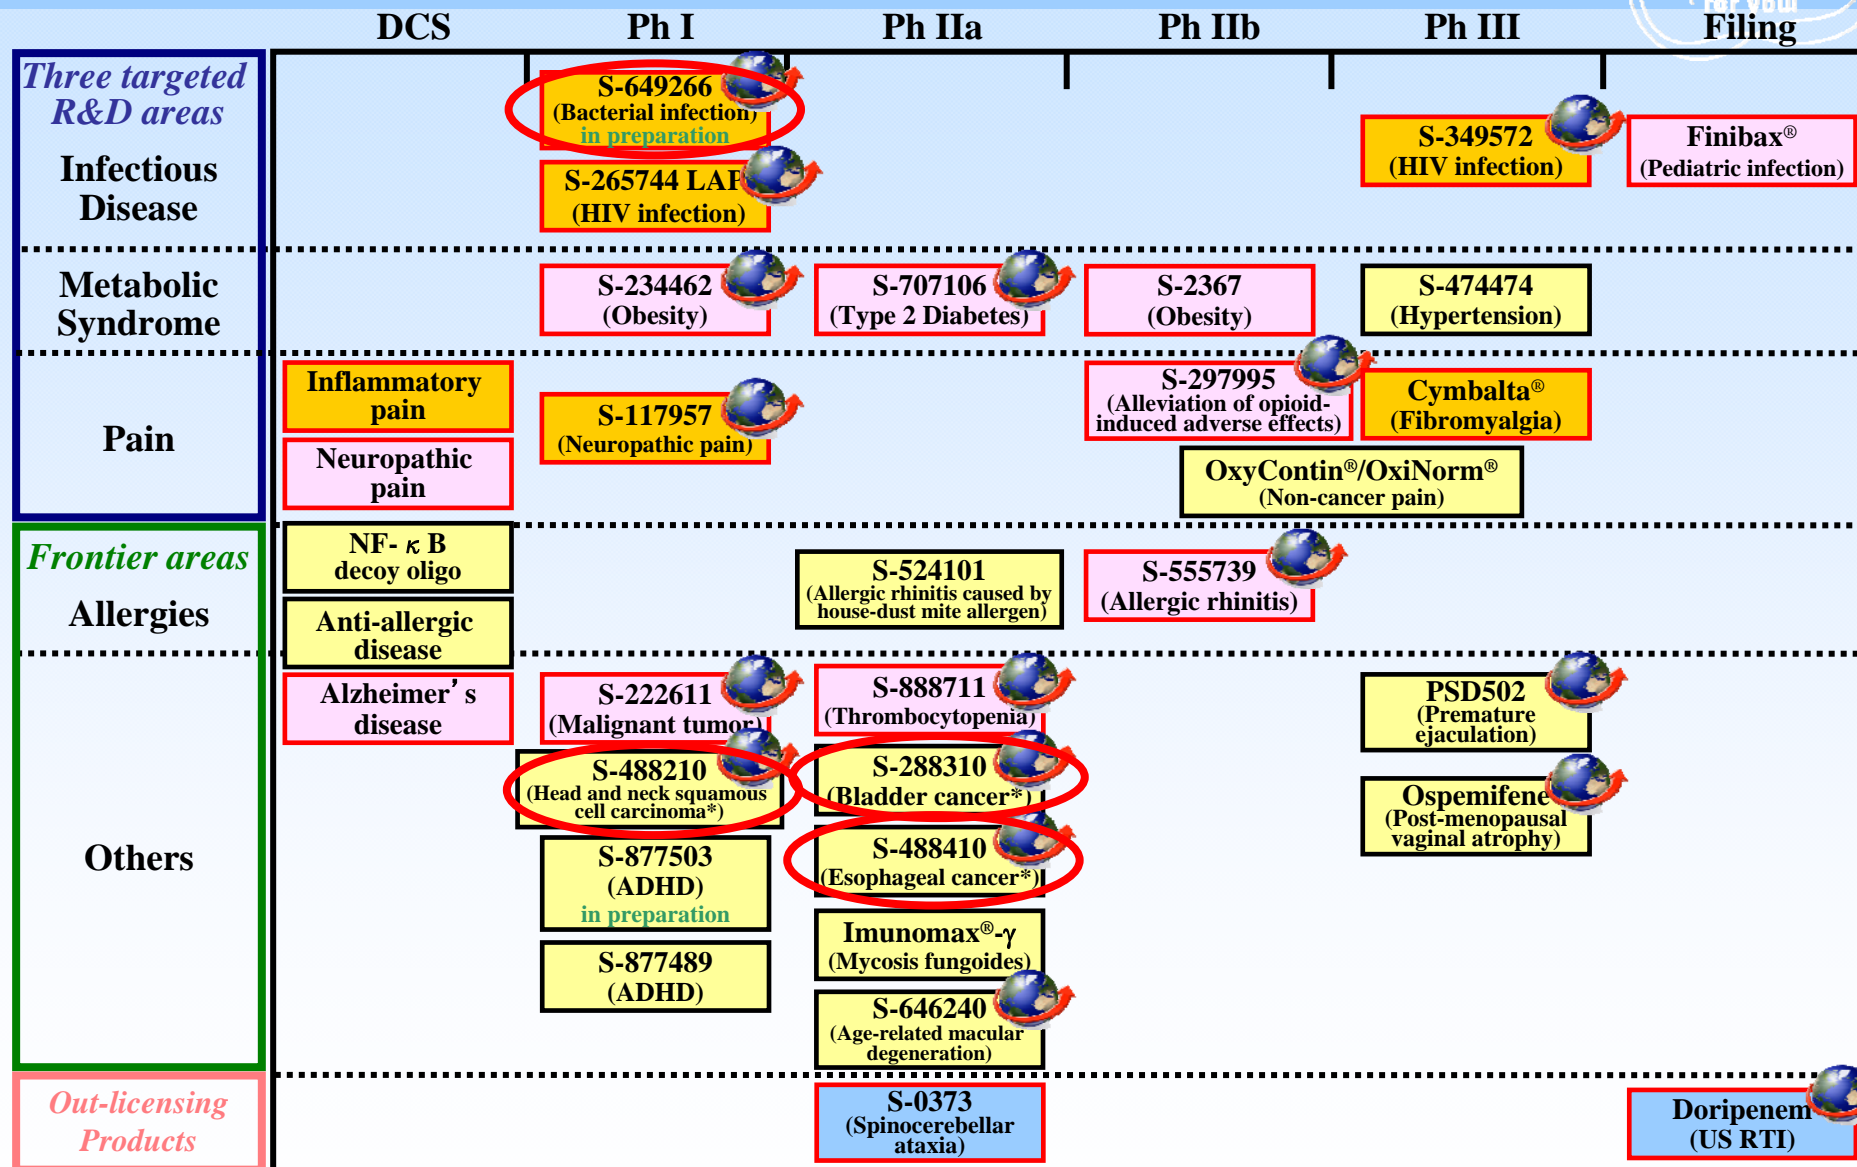 for you
DCS Ph I Ph IIa Ph IIb Ph III Filing
Three targeted
R&D areas
Infectious
Disease
S-649266
(Bacterial infection)
in preparation
S-265744 LAP
(HIV infection)
S-349572
(HIV infection)
Finibax®
(Pediatric infection)
Metabolic
Syndrome
S-234462
(Obesity)
S-707106
(Type 2 Diabetes)
S-2367
(Obesity)
S-474474
(Hypertension)
Pain
Inflammatory
pain
Neuropathic
pain
S-117957
(Neuropathic pain)
S-297995
(Alleviation of opioid-
induced adverse effects)
Cymbalta®
(Fibromyalgia)
OxyContin®/OxiNorm®
(Non-cancer pain)
Frontier areas
Allergies
NF- κ B
decoy oligo
Anti-allergic
disease
S-524101
(Allergic rhinitis caused by
house-dust mite allergen)
S-555739
(Allergic rhinitis)
Others
Alzheimer's
disease
S-222611
(Malignant tumor)
S-488210
(Head and neck squamous
cell carcinoma*)
S-877503
(ADHD)
in preparation
S-877489
(ADHD)
S-888711
(Thrombocytopenia)
S-288310
(Bladder cancer*)
S-488410
(Esophageal cancer*)
Imunomax®-γ
(Mycosis fungoides)
S-646240
(Age-related macular
degeneration)
PSD502
(Premature
ejaculation)
Ospemifene
(Post-menopausal
vaginal atrophy)
Out-licensing
Products
S-0373
(Spinocerebellar
ataxia)
Doripenem
(US RTI)